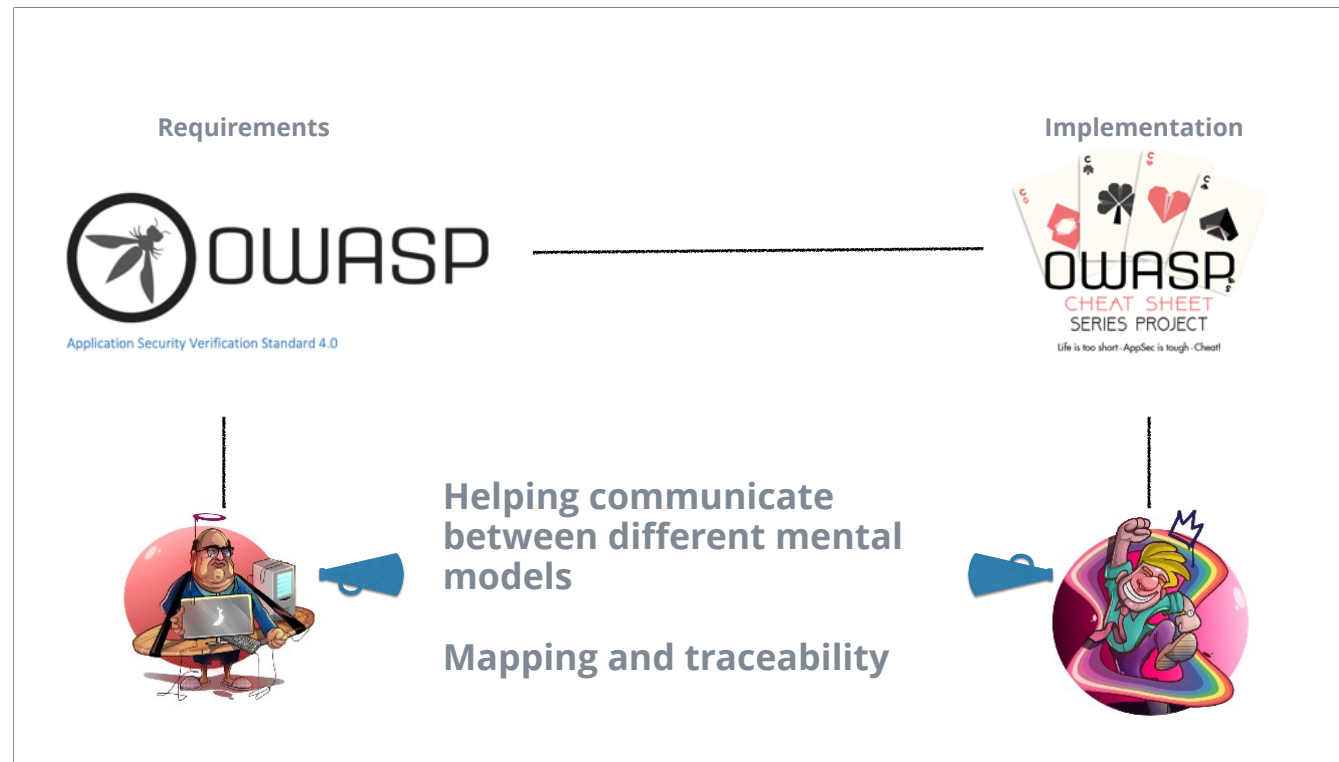 Requirements
Implementation
C
C
C
C
OWASP
Application Security Verification Standard 4.0
OWASP
S
CHEAT SHEET
SERIES PROJECT
Life is too short - AppSec is tough - Cheat!
Helping communicate
between different mental
models
Mapping and traceability